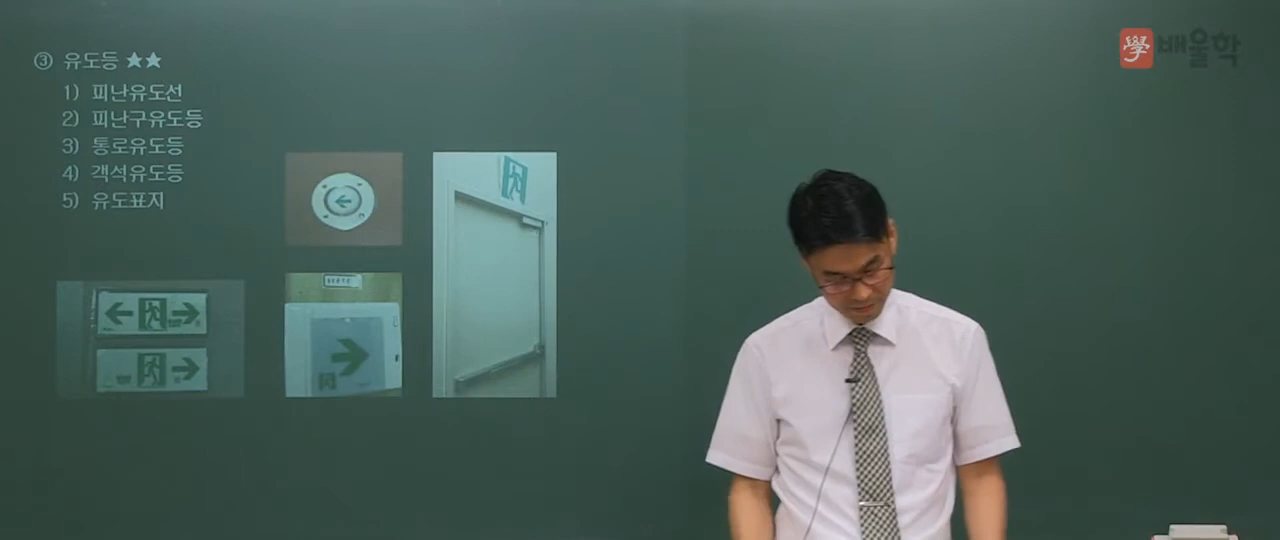 ③ 유도등 ★★
1) 피난유도선
2) 피난구유도등
3) 통로유도등
4) 객석유도등
5) 유도표지
學 배울학